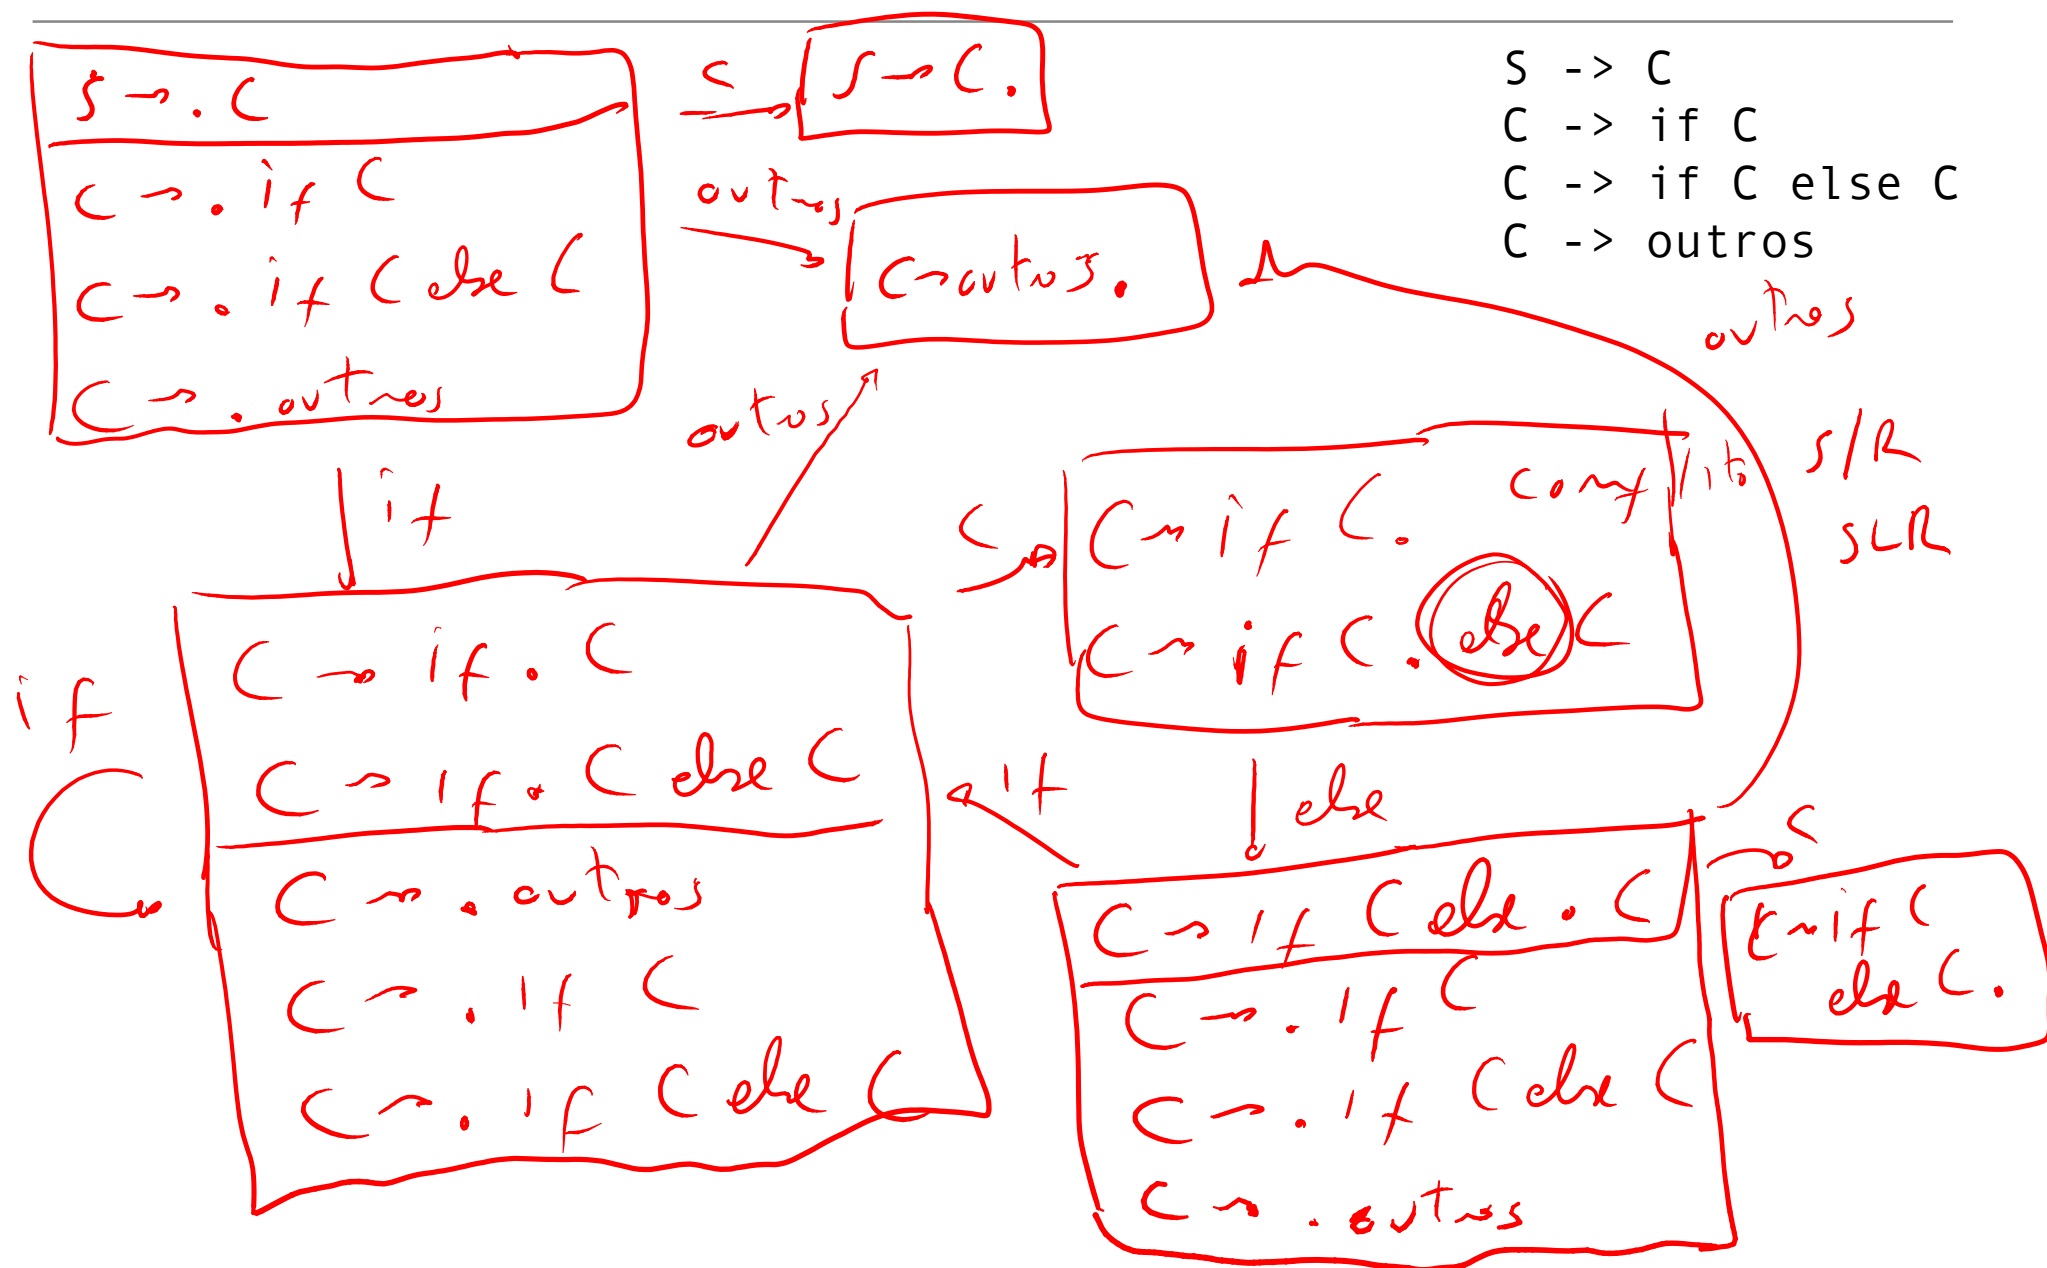 S -> C
C -> if C
C -> if C else C
C -> outros
S → . C
C → . if C
C → . if C else C
C → . outros
C
S → C .
outros
C → outros .
outros
if
outros
C
C → if C .
conflito
C → if C . else C
S/R
SLR
if
C → if . C
C → if . C else C
C → . outros
C → . if C
C → . if C else C
if
else
C → if C else . C
C → . if C
C → . if C else C
C → . outros
C
C → if C
else C .